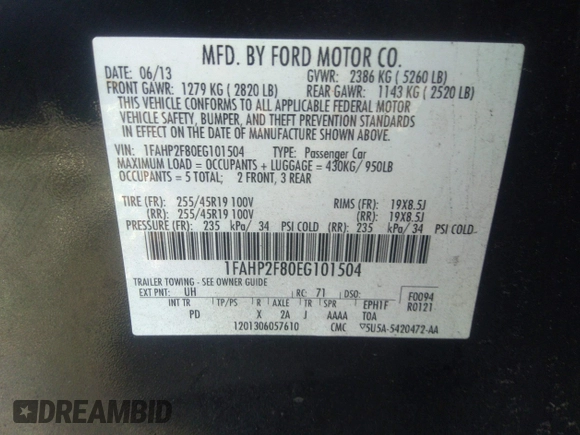 MFD. BY FORD MOTOR CO.
DATE: 06/13 GVWR: 2386 KG ( 5260 LB)
FRONT GAWR: 1279 KG ( 2820 LB) REAR GAWR: 1143 KG ( 2520 LB)
THIS VEHICLE CONFORMS TO ALL APPLICABLE FEDERAL MOTOR
VEHICLE SAFETY, BUMPER, AND THEFT PREVENTION STANDARDS
IN EFFECT ON THE DATE OF MANUFACTURE SHOWN ABOVE.
VIN: 1FAHP2F80EG101504 TYPE: Passenger Car
MAXIMUM LOAD = OCCUPANTS + LUGGAGE = 430KG/ 950LB
OCCUPANTS = 5 TOTAL; 2 FRONT, 3 REAR
TIRE (FR): 255/45R19 100V RIMS (FR): 19X8.5J
(RR): 255/45R19 100V (RR): 19X8.5J
PRESSURE (FR): 235 kPa/ 34 PSI COLD (RR): 235 kPa/ 34 PSI COLD
1FAHP2F80EG101504
TRAILER TOWING - SEE OWNER GUIDE
EXT PNT: UH RC: 71 DSO: F0094
INT TR TP/PS R AXLE TR SPR EPH1F R0121
PD X 2A J AAAA TOA
1201306057610 CMC 5U5A-5420472-AA
DREAMBID